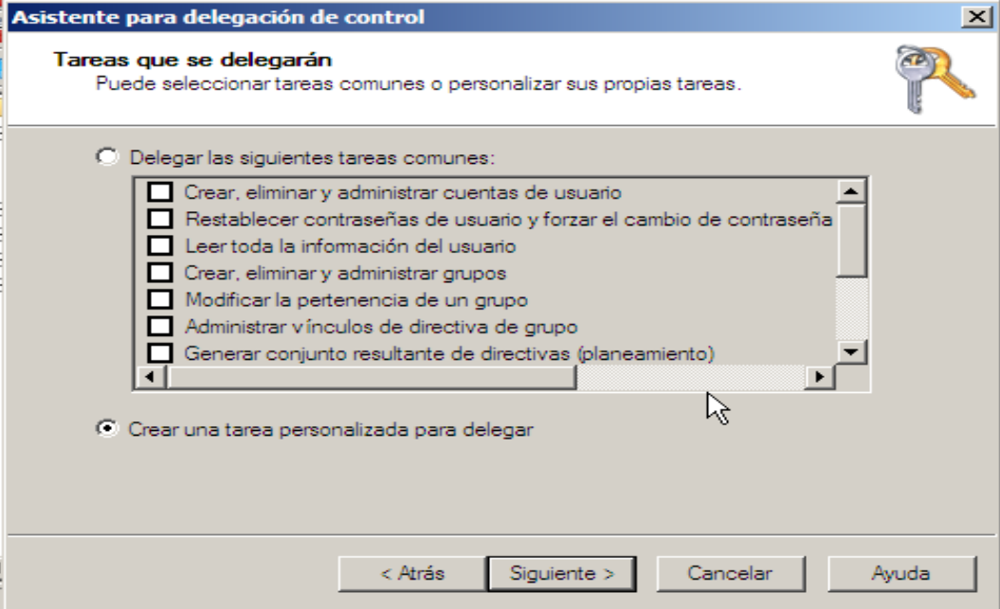 Asistente para delegación de control
Tareas que se delegarán
Puede seleccionar tareas comunes o personalizar sus propias tareas.
Delegar las siguientes tareas comunes:
Crear, eliminar y administrar cuentas de usuario
Restablecer contraseñas de usuario y forzar el cambio de contraseña
Leer toda la información del usuario
Crear, eliminar y administrar grupos
Modificar la pertenencia de un grupo
Administrar vínculos de directiva de grupo
Generar conjunto resultante de directivas (planeamiento)
Crear una tarea personalizada para delegar
< Atrás Siguiente > Cancelar Ayuda